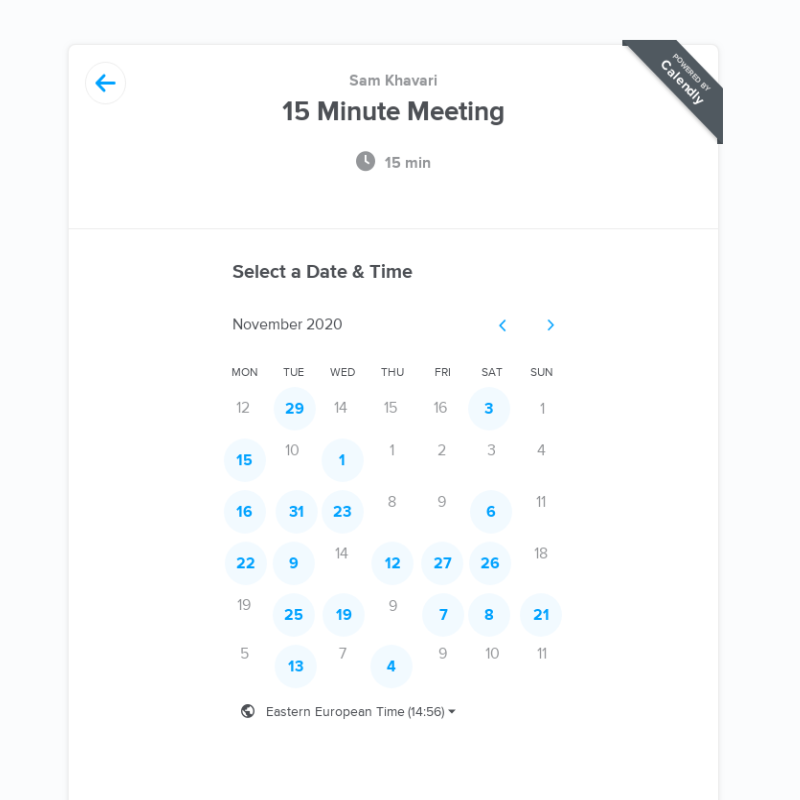 POWERED BY
Calendly
Sam Khavari
15 Minute Meeting
15 min
Select a Date & Time
November 2020
MON TUE WED THU FRI SAT SUN
12 29 14 15 16 3 1
15 10 1 1 2 3 4
16 31 23 8 9 6 11
22 9 14 12 27 26 18
19 25 19 9 7 8 21
5 13 7 4 9 10 11
Eastern European Time (14:56)